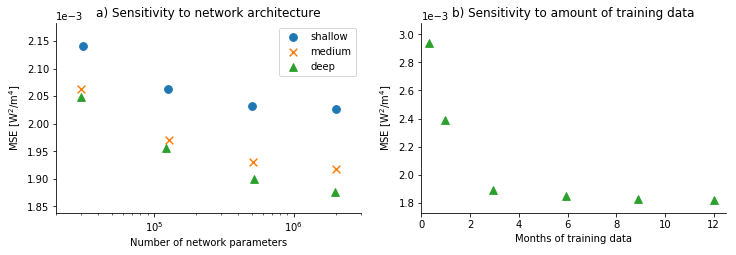 a) Sensitivity to network architecture
1e−3
2.15
2.10
2.05
2.00
1.95
1.90
1.85
MSE [W²/m⁴]
shallow
medium
deep
10⁵
10⁶
Number of network parameters
b) Sensitivity to amount of training data
1e−3
3.0
2.8
2.6
2.4
2.2
2.0
1.8
MSE [W²/m⁴]
0 2 4 6 8 10 12
Months of training data